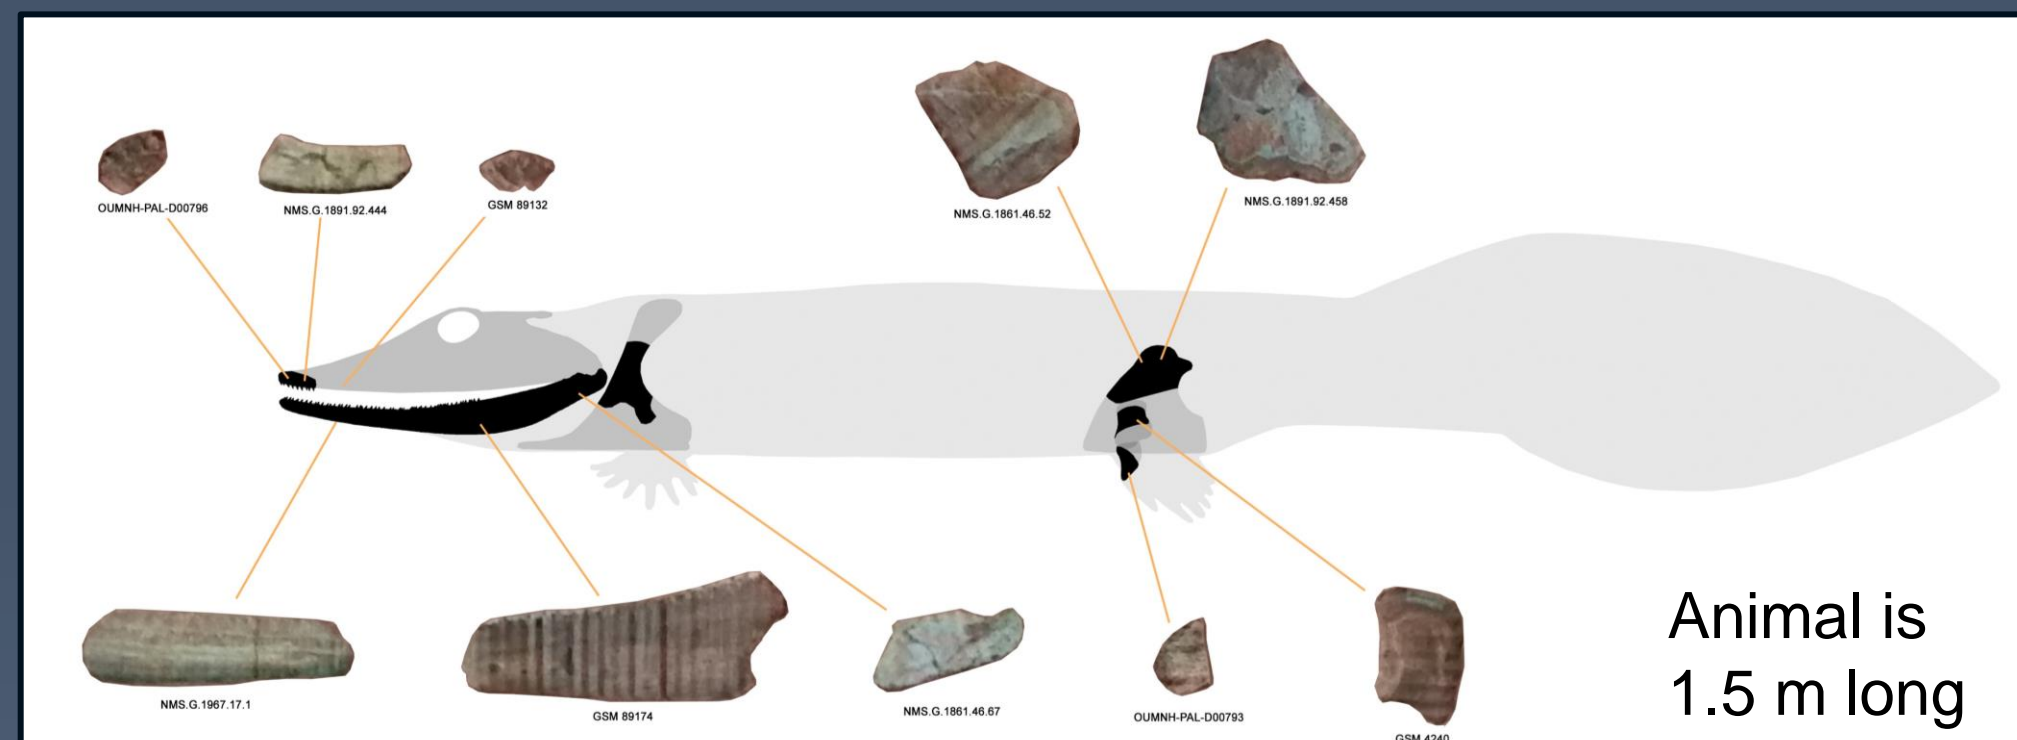 OUMNH-PAL-D00796
NMS.G.1891.92.444
GSM 89132
NMS.G.1861.46.52
NMS.G.1891.92.458
NMS.G.1967.17.1
GSM 89174
NMS.G.1861.46.67
OUMNH-PAL-D00793
GSM 4240
Animal is
1.5 m long